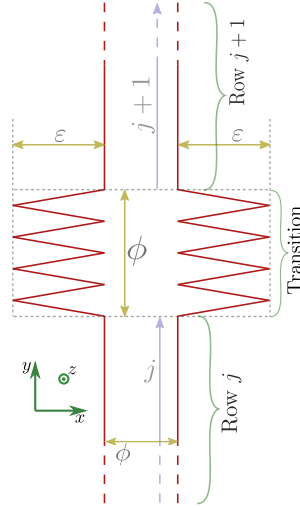 j + 1
Row j + 1
ε
ε
ϕ
Transition
j
Row j
y
z
x
ϕ